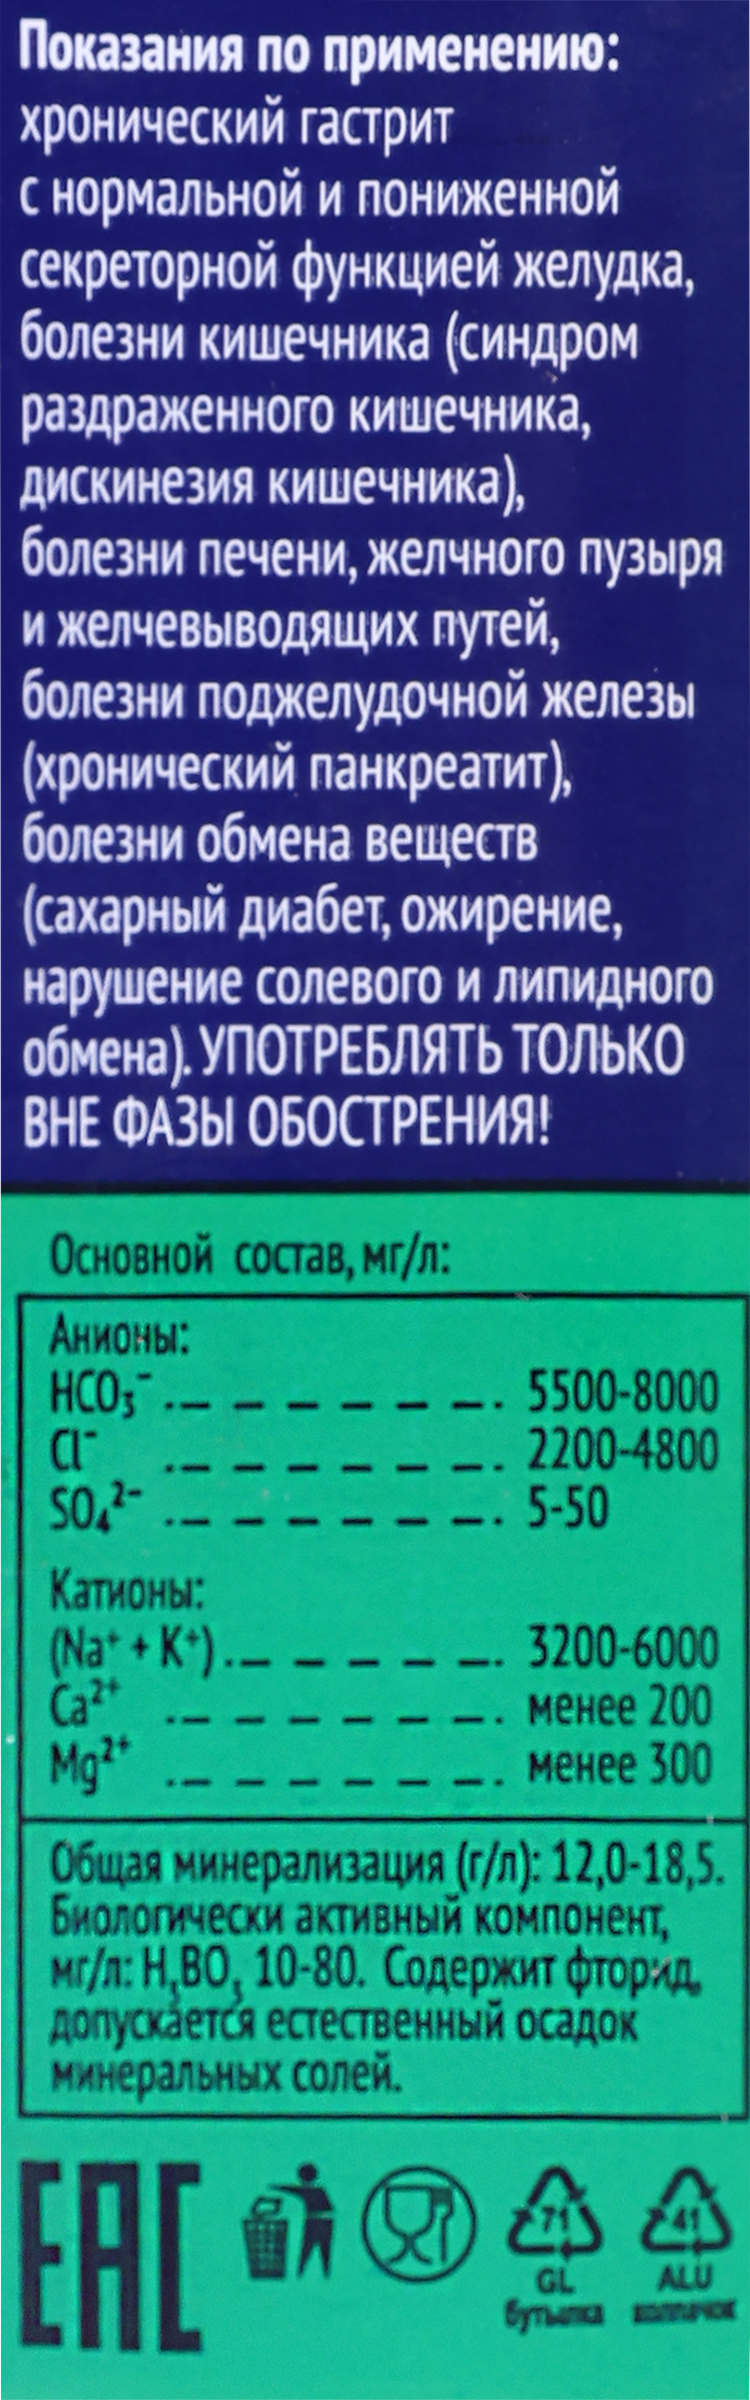 Показания по применению:
хронический гастрит
с нормальной и пониженной
секреторной функцией желудка,
болезни кишечника (синдром
раздраженного кишечника,
дискинезия кишечника),
болезни печени, желчного пузыря
и желчевыводящих путей,
болезни поджелудочной железы
(хронический панкреатит),
болезни обмена веществ
(сахарный диабет, ожирение,
нарушение солевого и липидного
обмена). УПОТРЕБЛЯТЬ ТОЛЬКО
ВНЕ ФАЗЫ ОБОСТРЕНИЯ!
Основной состав, мг/л:
Анионы:
HCO₃⁻ 5500-8000
Cl⁻ 2200-4800
SO₄²⁻ 5-50
Катионы:
(Na⁺ + K⁺) 3200-6000
Ca²⁺ менее 200
Mg²⁺ менее 300
Общая минерализация (г/л): 12,0-18,5.
Биологически активный компонент,
мг/л: H₃BO₃ 10-80. Содержит фторид,
допускается естественный осадок
минеральных солей.
EAC
71 41
GL ALU
бутылка колпачок